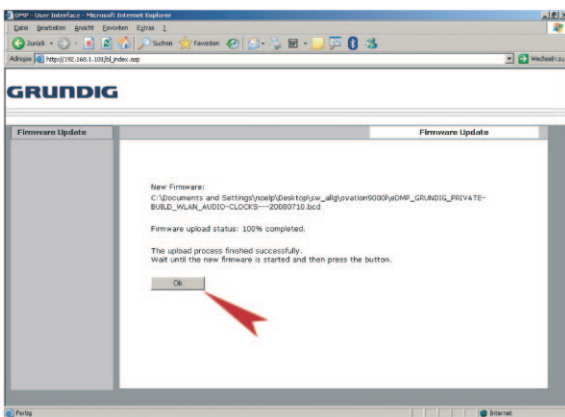 DMP - User Interface - Microsoft Internet Explorer
Datei Bearbeiten Ansicht Favoriten Extras ?
Zurück Suchen Favoriten
Adresse http://192.168.1.101/bl_index.asp Wechseln zu
GRUNDIG
Firmware Update
Firmware Update
New Firmware:
C:\Documents and Settings\noelp\Desktop\sw_allg\ovation9000i\eDMP_GRUNDIG_PRIVATE-
BUILD_WLAN_AUDIO-CLOCKS---20080710.bcd
Firmware upload status: 100% completed.
The upload process finished successfully.
Wait until the new firmware is started and then press the button.
Ok
Fertig Internet